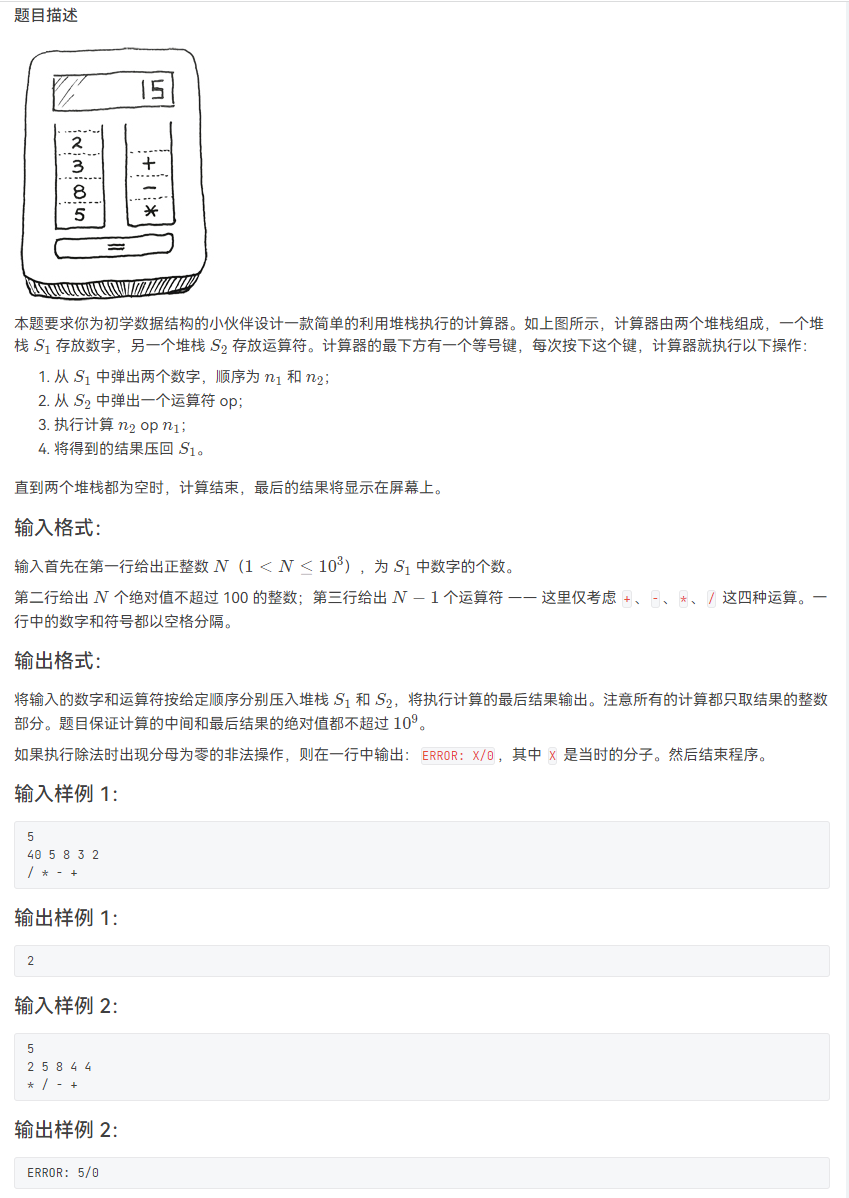 题目描述
15
2
3
8
5
+
-
*
=
本题要求你为初学数据结构的小伙伴设计一款简单的利用堆栈执行的计算器。如上图所示，计算器由两个堆栈组成，一个堆
栈 S₁ 存放数字，另一个堆栈 S₂ 存放运算符。计算器的最下方有一个等号键，每次按下这个键，计算器就执行以下操作：
1. 从 S₁ 中弹出两个数字，顺序为 n₁ 和 n₂；
2. 从 S₂ 中弹出一个运算符 op；
3. 执行计算 n₂ op n₁；
4. 将得到的结果压回 S₁。
直到两个堆栈都为空时，计算结束，最后的结果将显示在屏幕上。
输入格式：
输入首先在第一行给出正整数 N（1 < N ≤ 10³），为 S₁ 中数字的个数。
第二行给出 N 个绝对值不超过 100 的整数；第三行给出 N − 1 个运算符 —— 这里仅考虑 +、-、*、/ 这四种运算。一
行中的数字和符号都以空格分隔。
输出格式：
将输入的数字和运算符按给定顺序分别压入堆栈 S₁ 和 S₂，将执行计算的最后结果输出。注意所有的计算都只取结果的整数
部分。题目保证计算的中间和最后结果的绝对值都不超过 10⁹。
如果执行除法时出现分母为零的非法操作，则在一行中输出：ERROR: X/0，其中 X 是当时的分子。然后结束程序。
输入样例 1：
5
40 5 8 3 2
/ * - +
输出样例 1：
2
输入样例 2：
5
2 5 8 4 4
* / - +
输出样例 2：
ERROR: 5/0